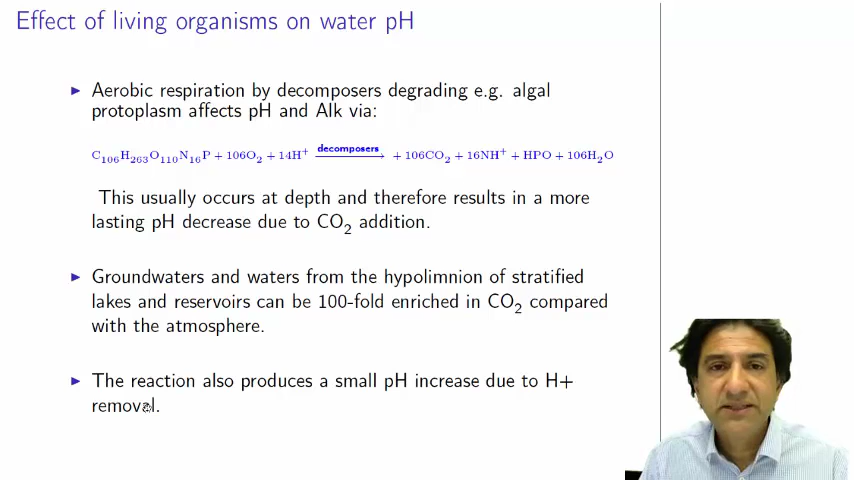 Effect of living organisms on water pH
► Aerobic respiration by decomposers degrading e.g. algal
protoplasm affects pH and Alk via:
C₁₀₆H₂₆₃O₁₁₀N₁₆P + 106O₂ + 14H⁺ —decomposers→ + 106CO₂ + 16NH⁺ + HPO + 106H₂O
This usually occurs at depth and therefore results in a more
lasting pH decrease due to CO₂ addition.
► Groundwaters and waters from the hypolimnion of stratified
lakes and reservoirs can be 100-fold enriched in CO₂ compared
with the atmosphere.
► The reaction also produces a small pH increase due to H+
removal.